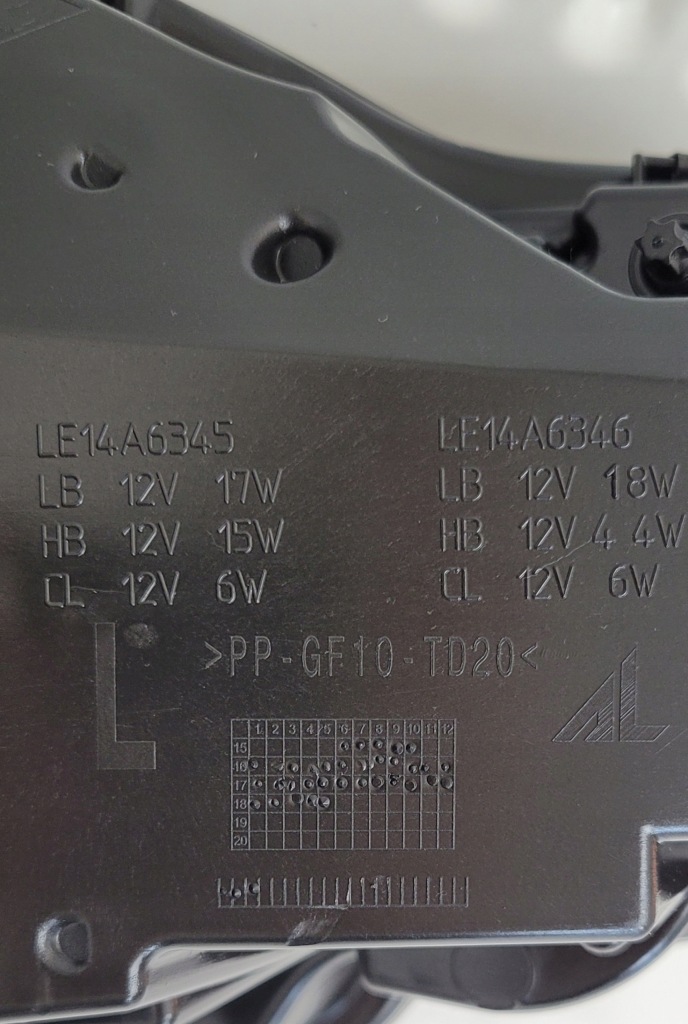 LE14A6345
LB 12V 17W
HB 12V 15W
CL 12V 6W
LE14A6346
LB 12V 18W
HB 12V 4 4W
CL 12V 6W
L
>PP-GF10-TD20<
AL
1 2 3 4 5 6 7 8 9 10 11 12
15
16
17
18
19
20
1